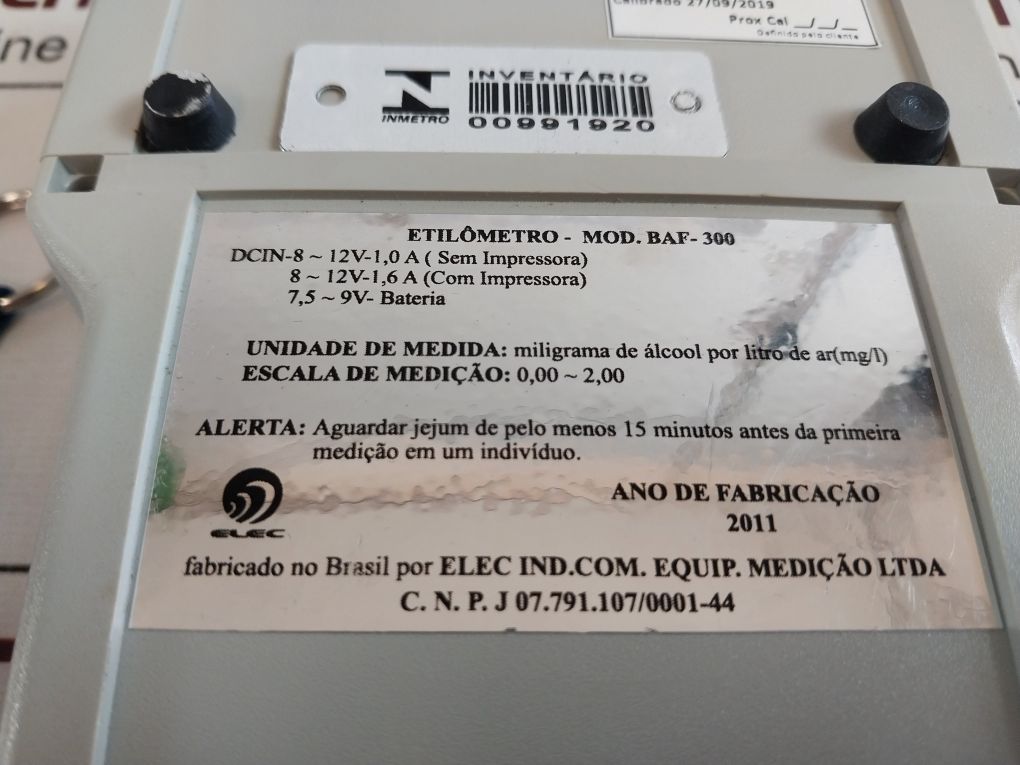 Calibrado 27/09/2019
Prox Cal _/_/_
Definido pelo cliente
INVENTÁRIO
INMETRO
00991920
ETILÔMETRO - MOD. BAF- 300
DCIN-8 ~ 12V-1,0 A ( Sem Impressora)
8 ~ 12V-1,6 A (Com Impressora)
7,5 ~ 9V- Bateria
UNIDADE DE MEDIDA: miligrama de álcool por litro de ar(mg/l)
ESCALA DE MEDIÇÃO: 0,00 ~ 2,00
ALERTA: Aguardar jejum de pelo menos 15 minutos antes da primeira
medição em um indivíduo.
ELEC
ANO DE FABRICAÇÃO
2011
fabricado no Brasil por ELEC IND.COM. EQUIP. MEDIÇÃO LTDA
C. N. P. J 07.791.107/0001-44